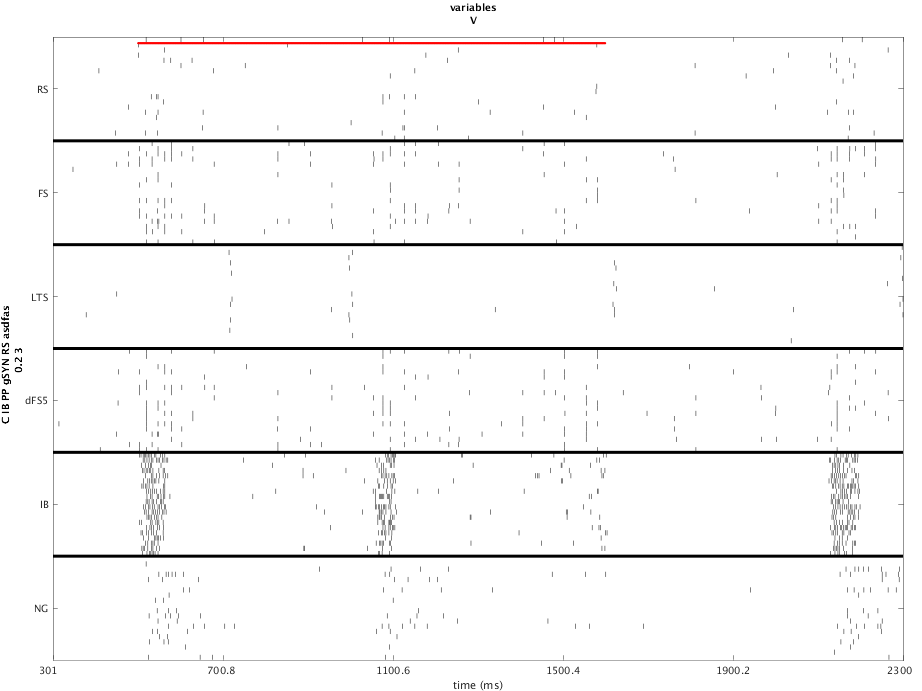 variables
V
RS
FS
LTS
dFS5
IB
NG
C IB PP gSYN RS asdfas
0.2 3
301
700.8
1100.6
1500.4
1900.2
2300
time (ms)